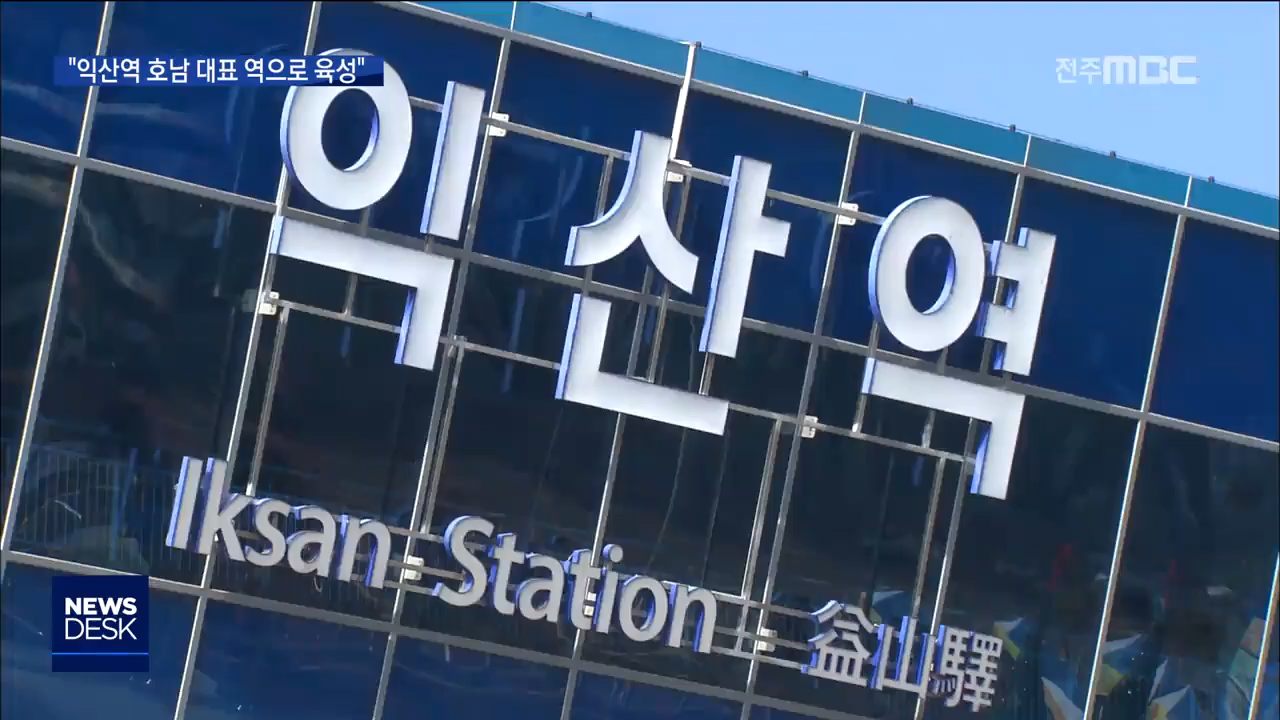 "익산역 호남 대표 역으로 육성"
전주MBC
익산역
Iksan Station 益山驛
NEWS
DESK